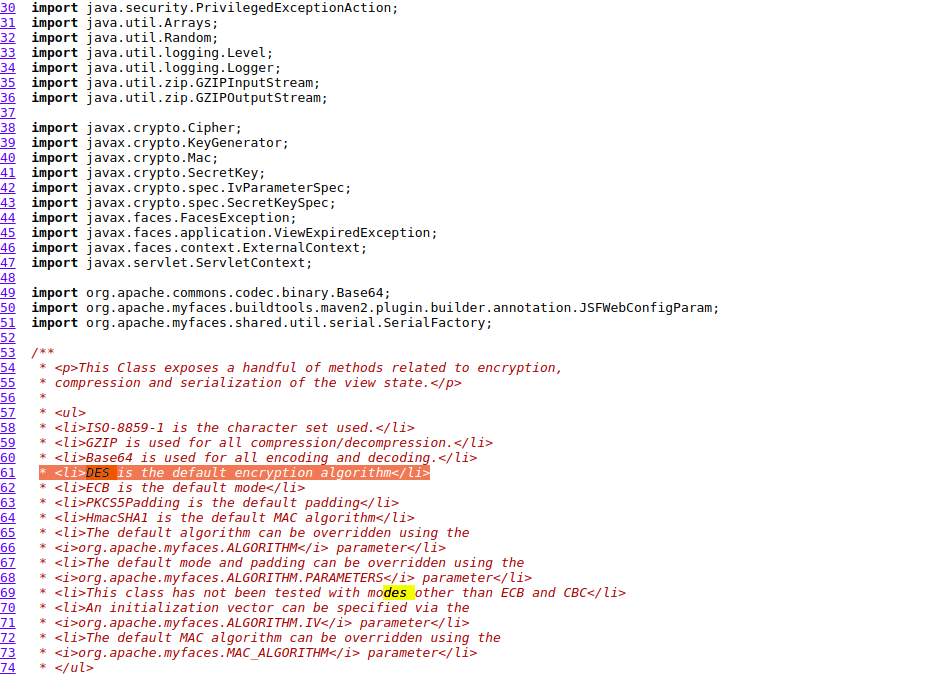 30 import java.security.PrivilegedExceptionAction;
31 import java.util.Arrays;
32 import java.util.Random;
33 import java.util.logging.Level;
34 import java.util.logging.Logger;
35 import java.util.zip.GZIPInputStream;
36 import java.util.zip.GZIPOutputStream;
37
38 import javax.crypto.Cipher;
39 import javax.crypto.KeyGenerator;
40 import javax.crypto.Mac;
41 import javax.crypto.SecretKey;
42 import javax.crypto.spec.IvParameterSpec;
43 import javax.crypto.spec.SecretKeySpec;
44 import javax.faces.FacesException;
45 import javax.faces.application.ViewExpiredException;
46 import javax.faces.context.ExternalContext;
47 import javax.servlet.ServletContext;
48
49 import org.apache.commons.codec.binary.Base64;
50 import org.apache.myfaces.buildtools.maven2.plugin.builder.annotation.JSFWebConfigParam;
51 import org.apache.myfaces.shared.util.serial.SerialFactory;
52
53 /**
54 * <p>This Class exposes a handful of methods related to encryption,
55 * compression and serialization of the view state.</p>
56 *
57 * <ul>
58 * <li>ISO-8859-1 is the character set used.</li>
59 * <li>GZIP is used for all compression/decompression.</li>
60 * <li>Base64 is used for all encoding and decoding.</li>
61 * <li>DES is the default encryption algorithm</li>
62 * <li>ECB is the default mode</li>
63 * <li>PKCS5Padding is the default padding</li>
64 * <li>HmacSHA1 is the default MAC algorithm</li>
65 * <li>The default algorithm can be overridden using the
66 * <i>org.apache.myfaces.ALGORITHM</i> parameter</li>
67 * <li>The default mode and padding can be overridden using the
68 * <i>org.apache.myfaces.ALGORITHM.PARAMETERS</i> parameter</li>
69 * <li>This class has not been tested with modes other than ECB and CBC</li>
70 * <li>An initialization vector can be specified via the
71 * <i>org.apache.myfaces.ALGORITHM.IV</i> parameter</li>
72 * <li>The default MAC algorithm can be overridden using the
73 * <i>org.apache.myfaces.MAC_ALGORITHM</i> parameter</li>
74 * </ul>